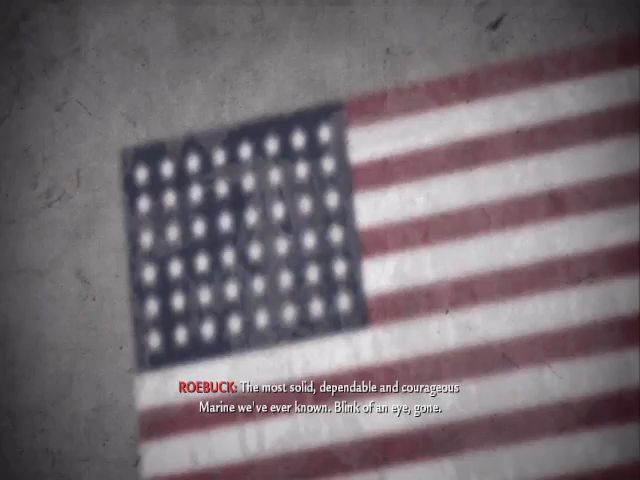 ROEBUCK: The most solid, dependable and courageous
Marine we've ever known. Blink of an eye, gone.